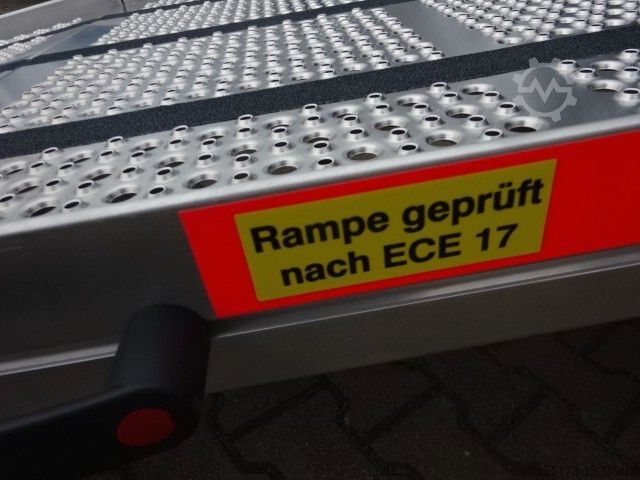 Rampe geprüft
nach ECE 17